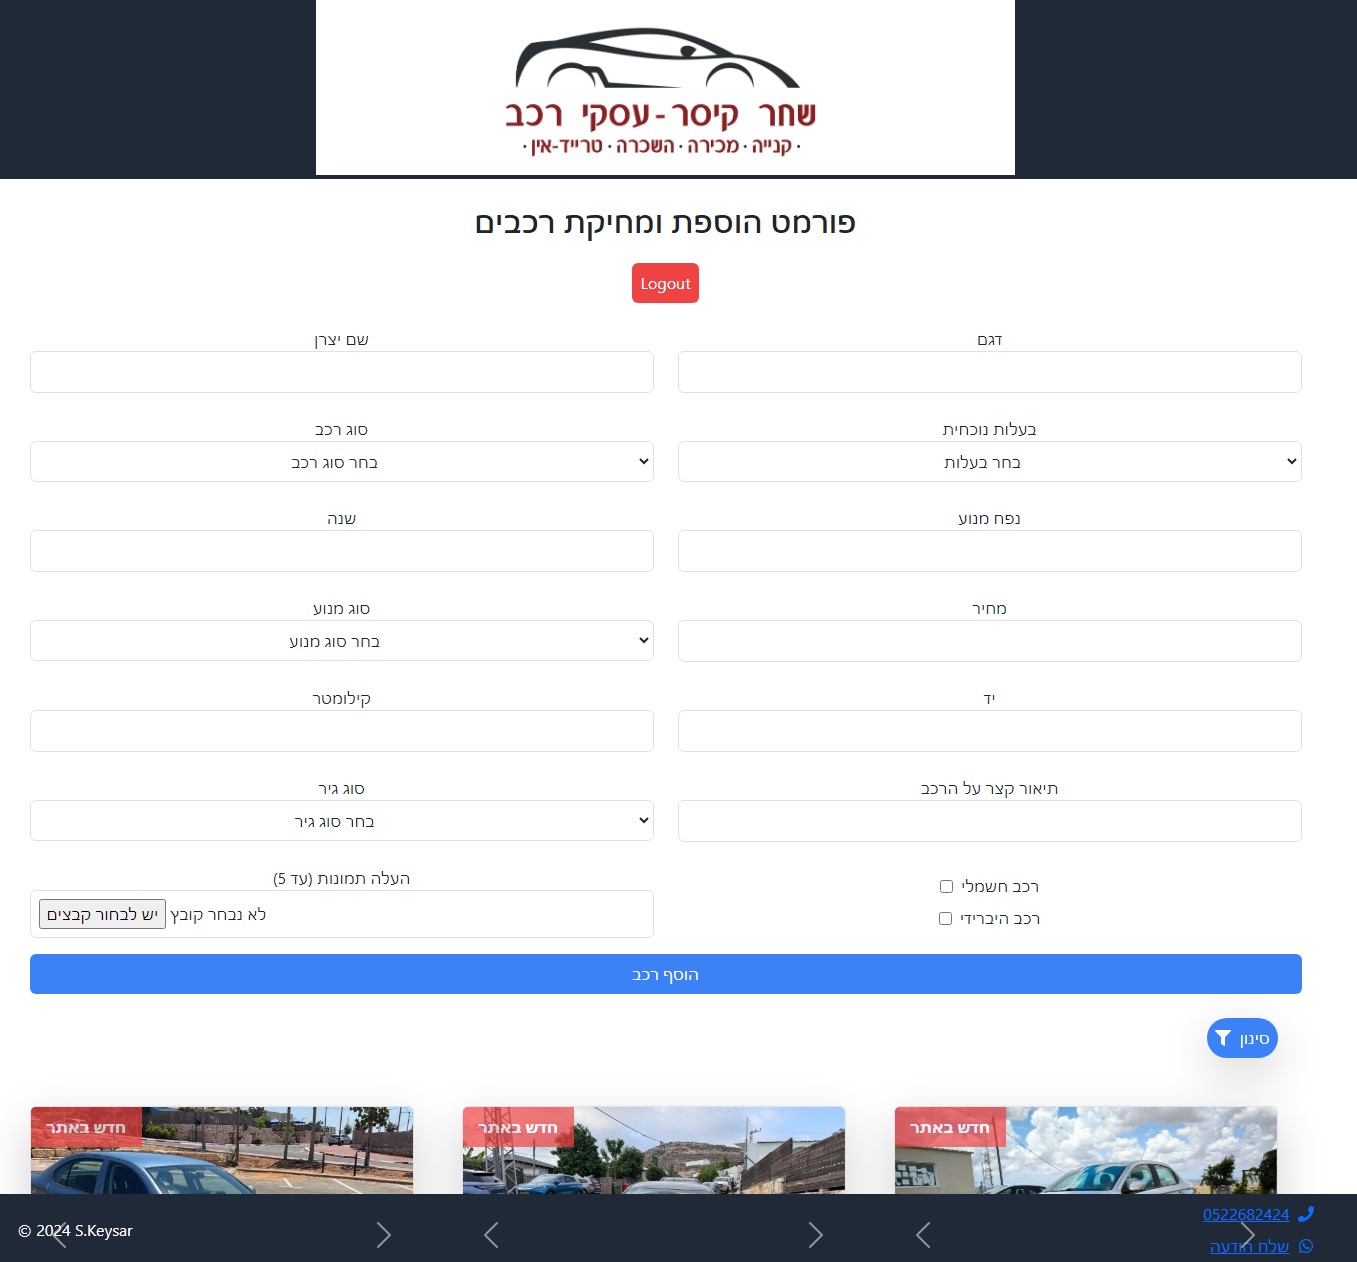 שחר קיסר - עסקי רכב
· קנייה · מכירה · השכרה · טרייד-אין ·
פורמט הוספת ומחיקת רכבים
Logout
דגם
שם יצרן
בעלות נוכחית
סוג רכב
בחר בעלות
בחר סוג רכב
נפח מנוע
שנה
מחיר
סוג מנוע
בחר סוג מנוע
יד
קילומטר
תיאור קצר על הרכב
סוג גיר
בחר סוג גיר
רכב חשמלי
רכב היברידי
העלה תמונות (עד 5)
יש לבחור קבצים לא נבחר קובץ
הוסף רכב
סינון
חדש באתר
חדש באתר
חדש באתר
0522682424
שלח הודעה
© 2024 S.Keysar